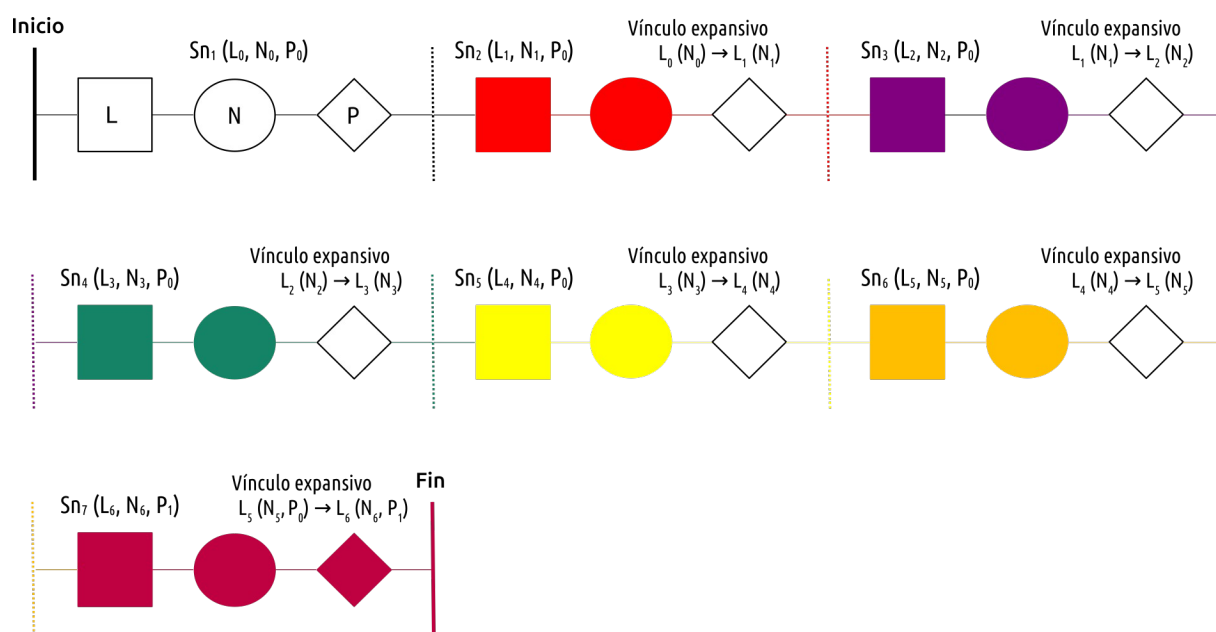 Inicio
Sn₁ (L₀, N₀, P₀)
L
N
P
Sn₂ (L₁, N₁, P₀)
Vínculo expansivo
L₀ (N₀) → L₁ (N₁)
Sn₃ (L₂, N₂, P₀)
Vínculo expansivo
L₁ (N₁) → L₂ (N₂)
Sn₄ (L₃, N₃, P₀)
Vínculo expansivo
L₂ (N₂) → L₃ (N₃)
Sn₅ (L₄, N₄, P₀)
Vínculo expansivo
L₃ (N₃) → L₄ (N₄)
Sn₆ (L₅, N₅, P₀)
Vínculo expansivo
L₄ (N₄) → L₅ (N₅)
Sn₇ (L₆, N₆, P₁)
Vínculo expansivo
L₅ (N₅, P₀) → L₆ (N₆, P₁)
Fin